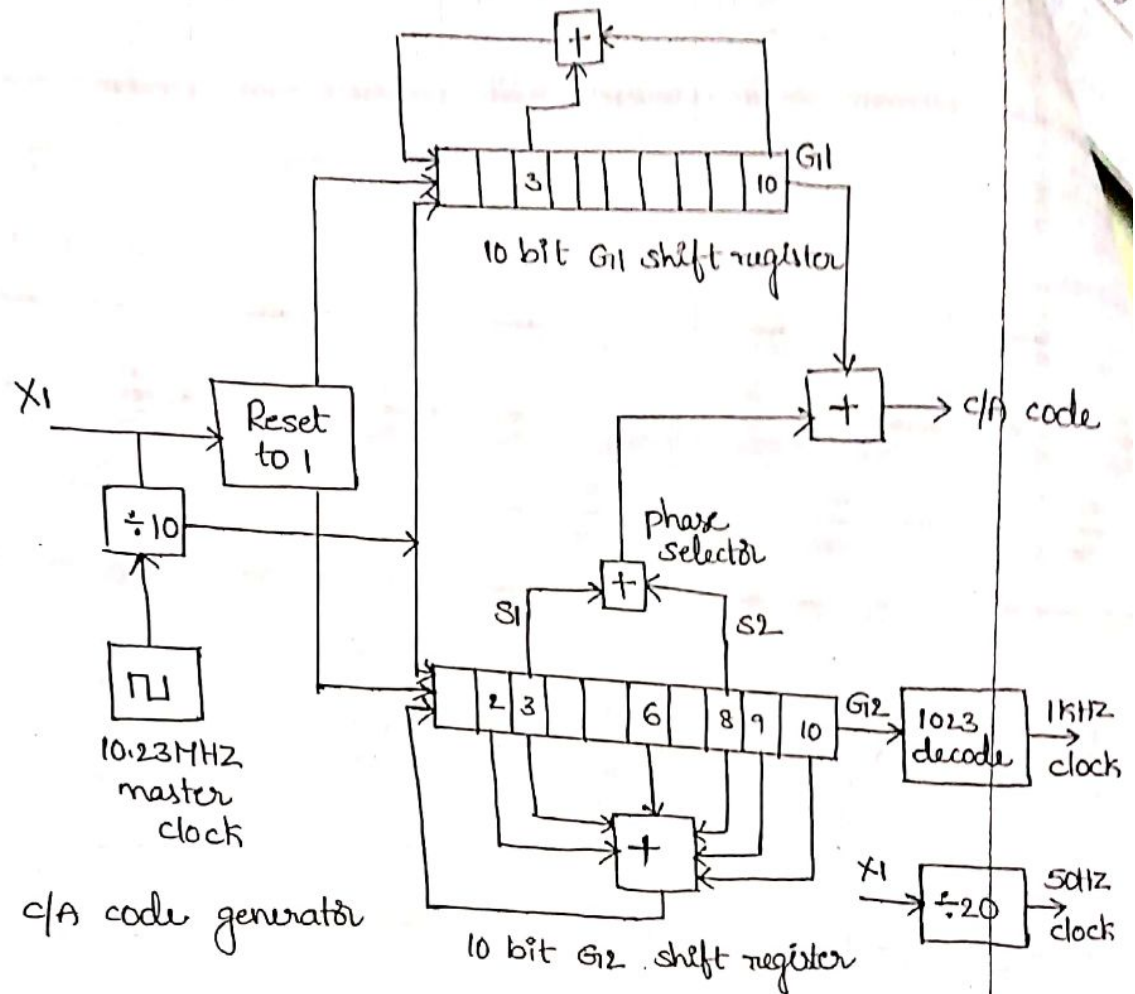 +
3
10
G1
10 bit G1 shift register
X1
Reset
to 1
+
C/A code
÷10
phase
selector
+
S1
S2
10.23MHZ
master
clock
2
3
6
8
9
10
G2
1023
decode
1KHZ
clock
+
X1
÷20
50HZ
clock
C/A code generator
10 bit G2 shift register